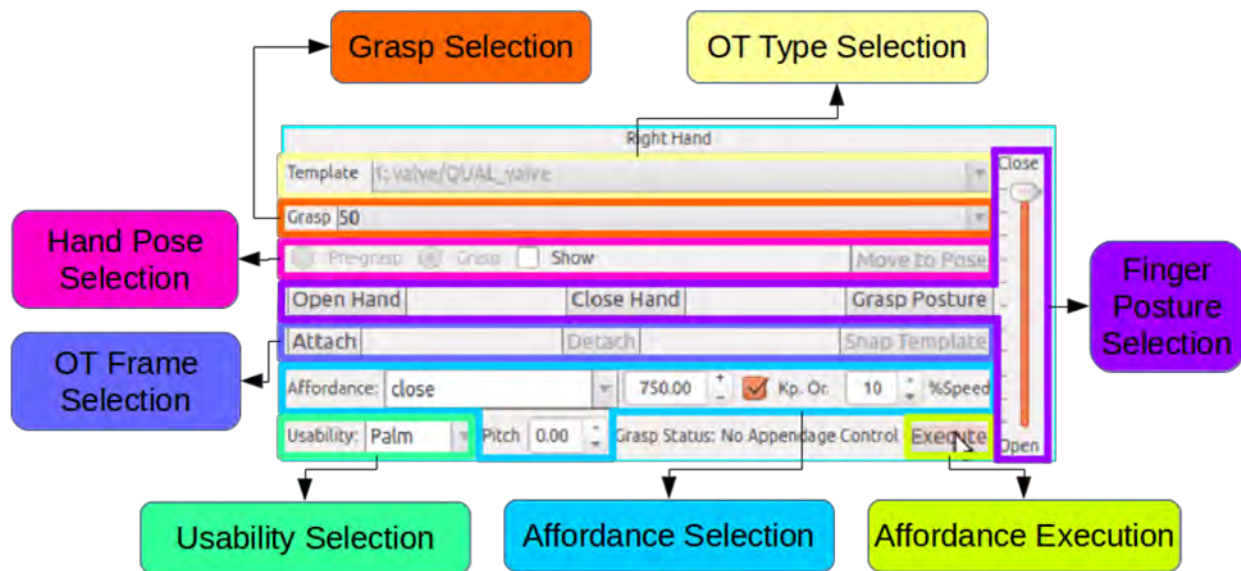 Grasp Selection
OT Type Selection
Right Hand
Template 1: valve/QUAL_valve
Close
Grasp 50
Hand Pose
Selection
Pre-grasp Grasp Show Move to Pose
Finger
Posture
Selection
Open Hand Close Hand Grasp Posture
OT Frame
Selection
Attach Detach Snap Template
Affordance: close 750.00 + - Kp. Or. 10 %Speed
Usability: Palm Pitch 0.00 Grasp Status: No Appendage Control Execute
Open
Usability Selection
Affordance Selection
Affordance Execution